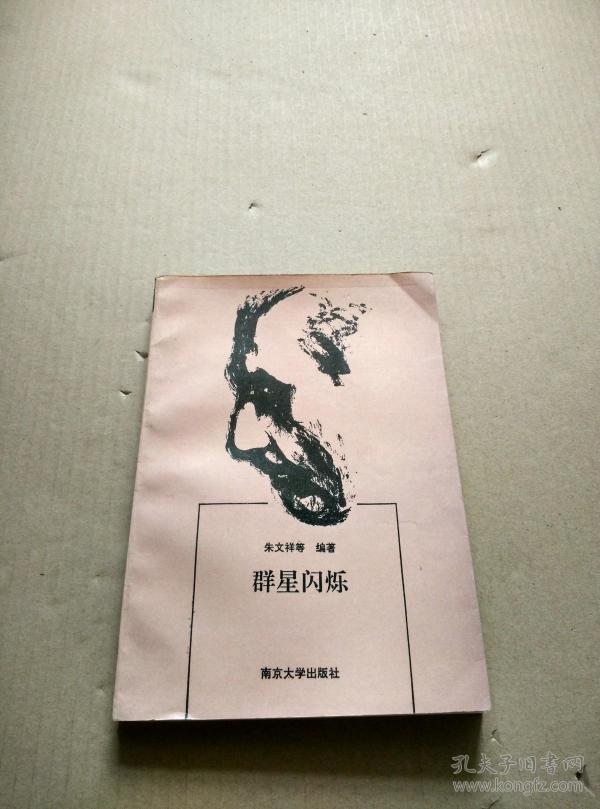 朱文祥等 编著
群星闪烁
南京大学出版社
孔夫子旧书网
www.kongfz.com